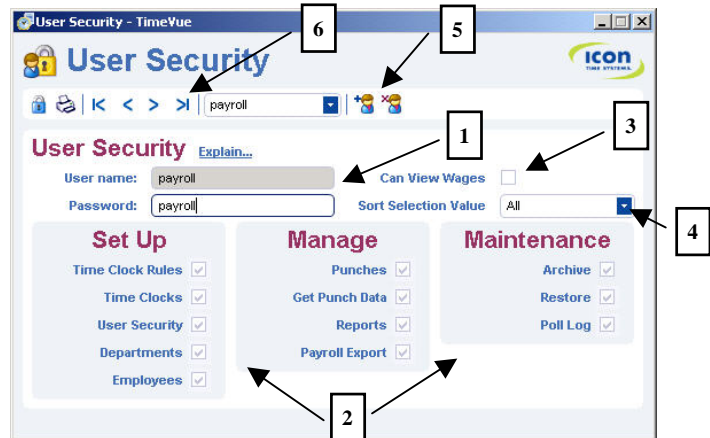 User Security - TimeVue
6
5
User Security
icon
TIME SYSTEMS
payroll
1
3
User Security Explain...
User name: payroll Can View Wages
Password: payroll Sort Selection Value All
4
Set Up Manage Maintenance
Time Clock Rules Punches Archive
Time Clocks Get Punch Data Restore
User Security Reports Poll Log
Departments Payroll Export
Employees
2